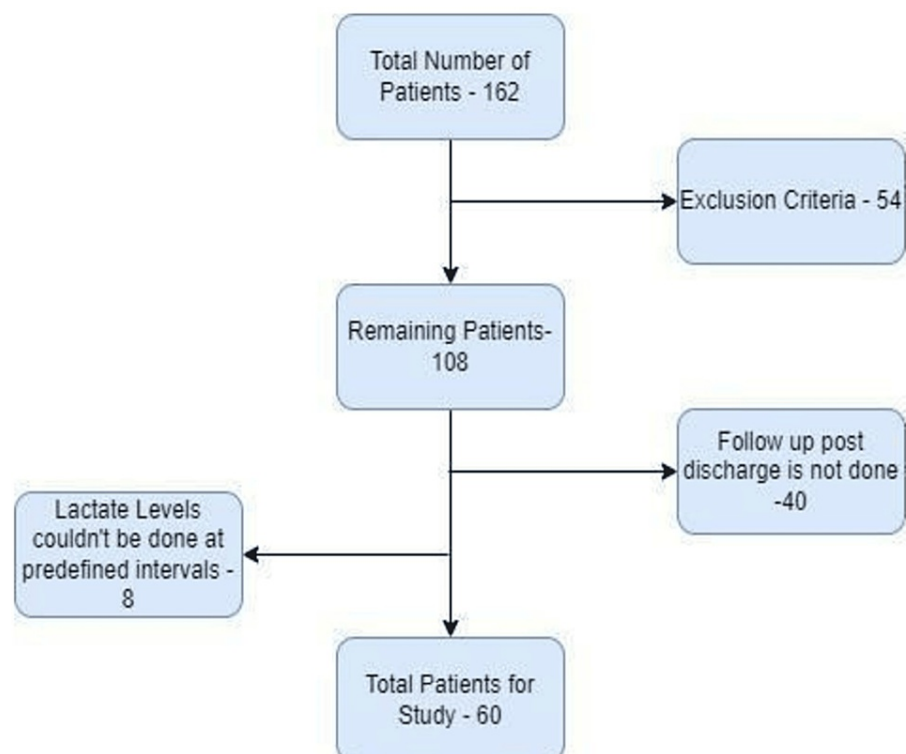 Total Number of
Patients - 162
Exclusion Criteria - 54
Remaining Patients-
108
Follow up post
discharge is not done
-40
Lactate Levels
couldn't be done at
predefined intervals -
8
Total Patients for
Study - 60